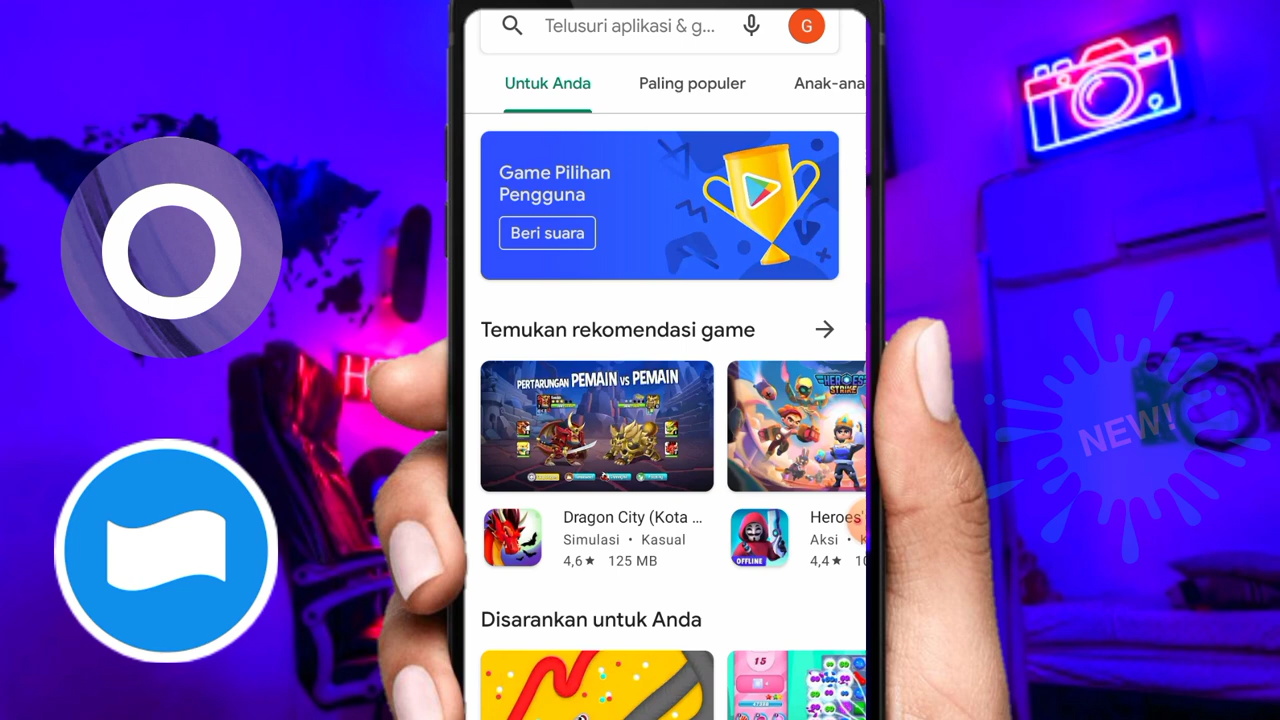 Telusuri aplikasi & g...
G
Untuk Anda
Paling populer
Anak-ana
Game Pilihan
Pengguna
Beri suara
Temukan rekomendasi game
PERTARUNGAN PEMAIN VS PEMAIN
HEROES
STRIKE
Dragon City (Kota ...
Simulasi • Kasual
4,6★ 125 MB
OFFLINE
Heroes'
Aksi • K
4,4★ 10
Disarankan untuk Anda
15
NEW!